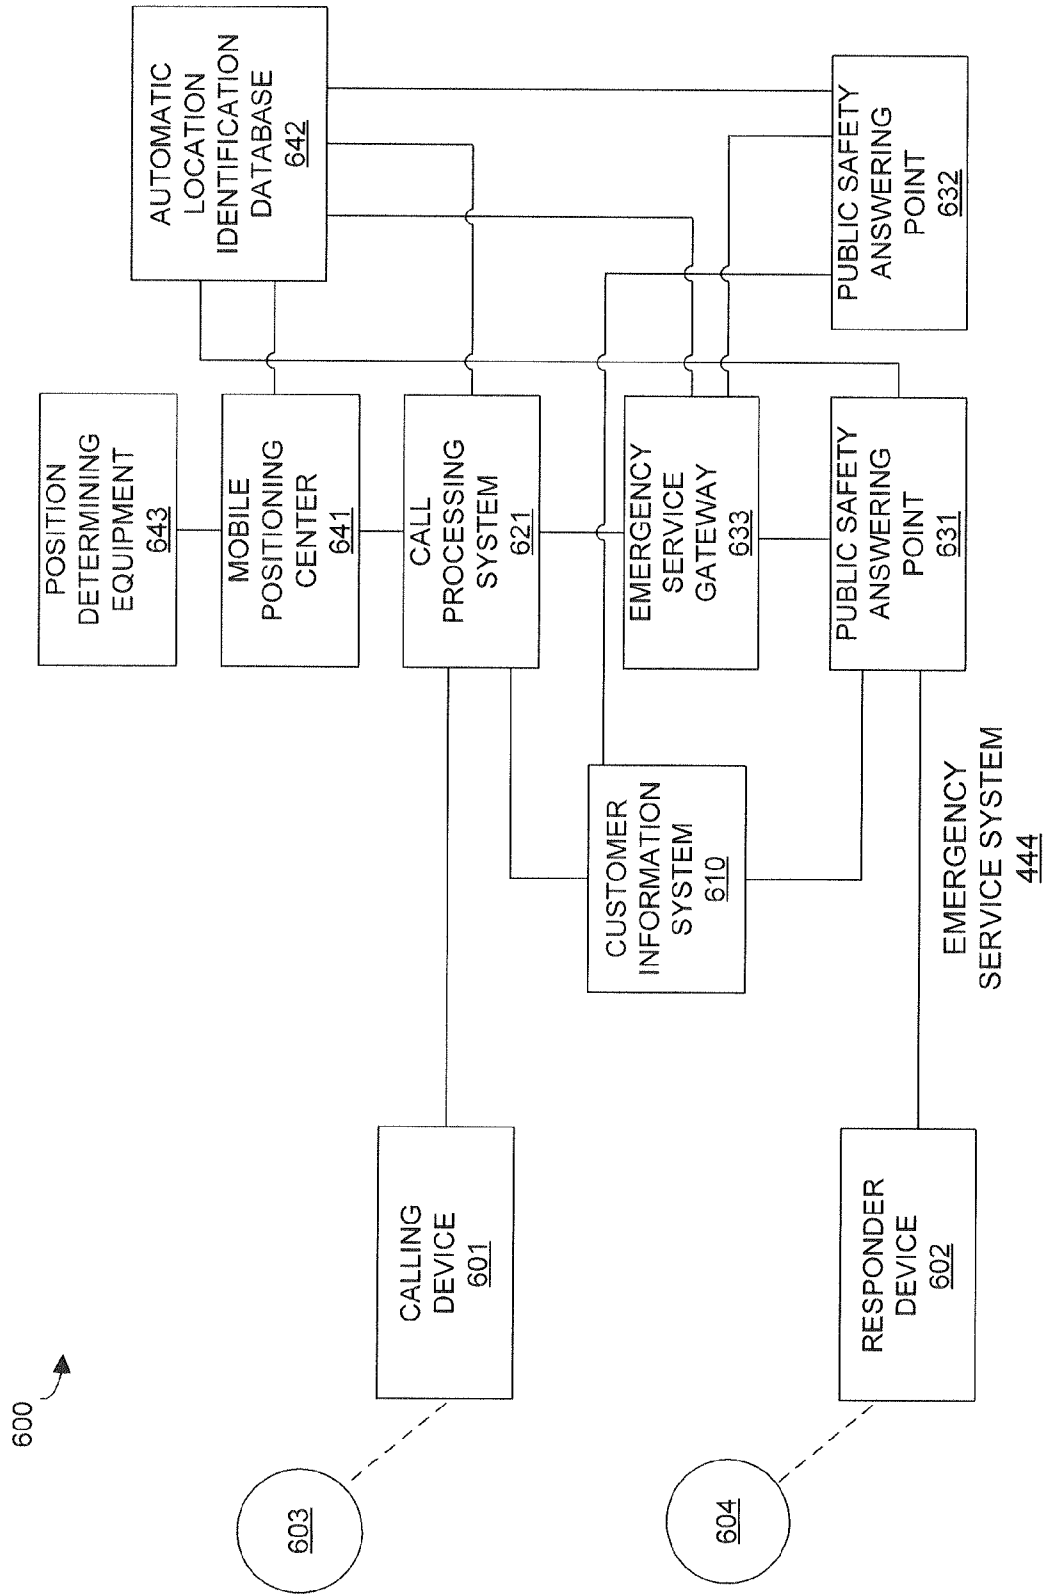 600
603
CALLING
DEVICE
601
604
RESPONDER
DEVICE
602
CUSTOMER
INFORMATION
SYSTEM
610
POSITION
DETERMINING
EQUIPMENT
643
MOBILE
POSITIONING
CENTER
641
CALL
PROCESSING
SYSTEM
621
EMERGENCY
SERVICE
GATEWAY
633
PUBLIC SAFETY
ANSWERING
POINT
631
AUTOMATIC
LOCATION
IDENTIFICATION
DATABASE
642
PUBLIC SAFETY
ANSWERING
POINT
632
EMERGENCY
SERVICE SYSTEM
444